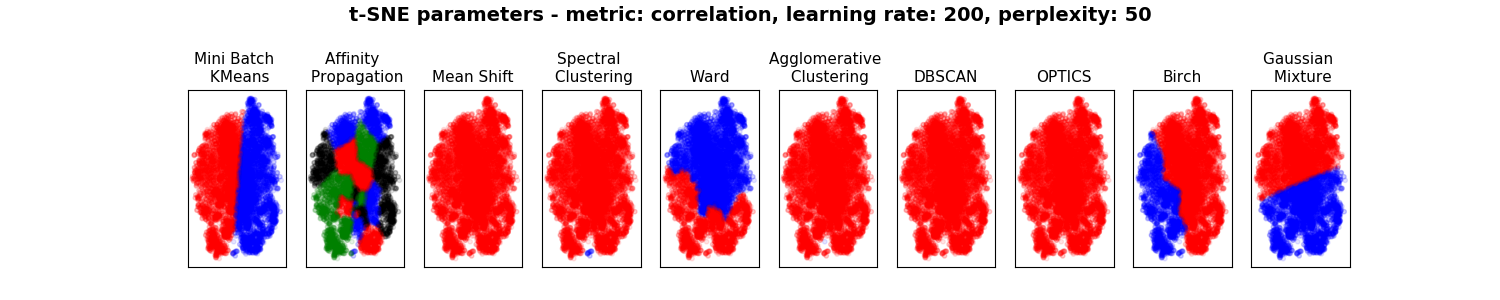 t-SNE parameters - metric: correlation, learning rate: 200, perplexity: 50
Mini Batch
KMeans
Affinity
Propagation
Mean Shift
Spectral
Clustering
Ward
Agglomerative
Clustering
DBSCAN
OPTICS
Birch
Gaussian
Mixture